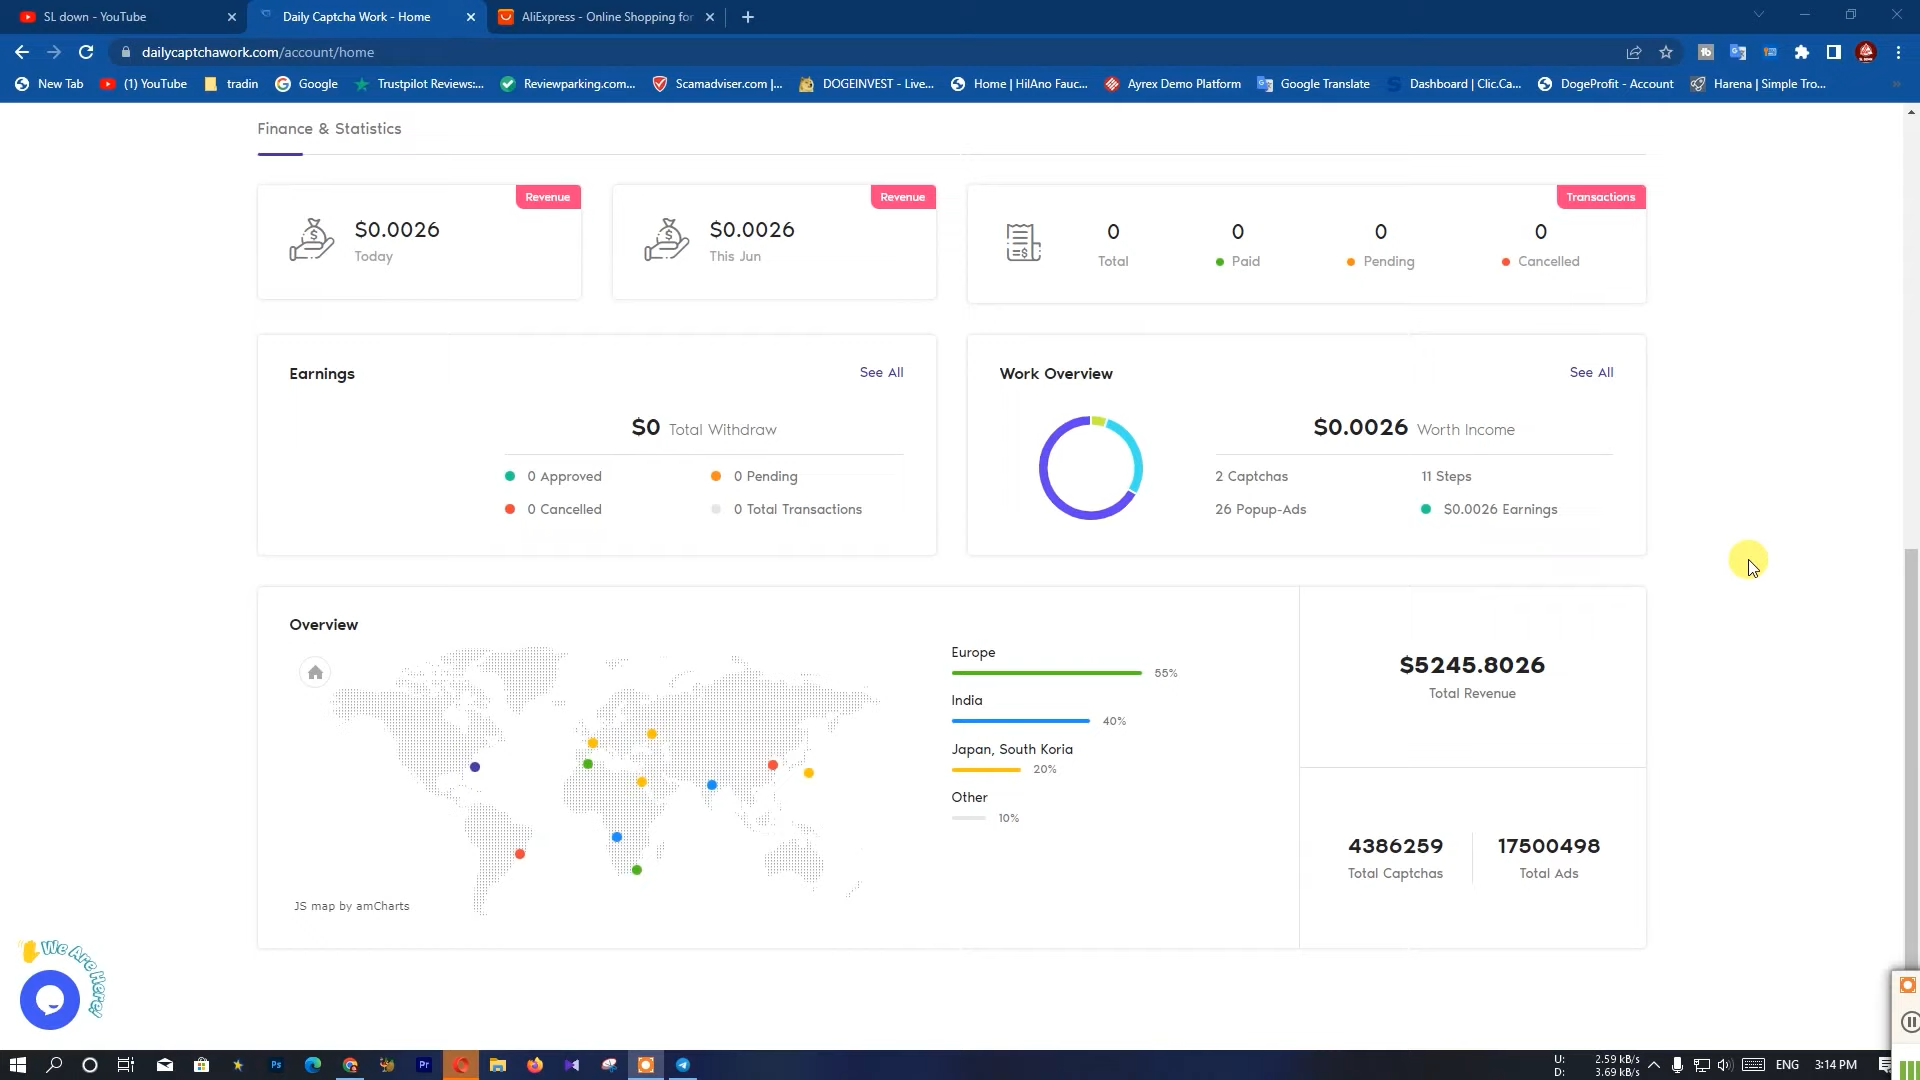 SL down - YouTube
Daily Captcha Work - Home
AliExpress - Online Shopping for
dailycaptchawork.com/account/home
New Tab
(1) YouTube
tradin
Google
Trustpilot Reviews:...
Reviewparking.com...
Scamadviser.com |...
DOGEINVEST - Live...
Home | HilAno Fauc...
Ayrex Demo Platform
Google Translate
Dashboard | Clic.Ca...
DogeProfit - Account
Harena | Simple Tro...
Finance & Statistics
Revenue
$0.0026
Today
Revenue
$0.0026
This Jun
Transactions
0 0 0 0
Total Paid Pending Cancelled
Earnings
See All
$0 Total Withdraw
0 Approved
0 Pending
0 Cancelled
0 Total Transactions
Work Overview
See All
$0.0026 Worth Income
2 Captchas
11 Steps
26 Popup-Ads
$0.0026 Earnings
Overview
Europe
55%
India
40%
Japan, South Koria
20%
Other
10%
JS map by amCharts
$5245.8026
Total Revenue
4386259
Total Captchas
17500498
Total Ads
We Are Here!
Ps
Pr
U: 2.59 kB/s
D: 3.69 kB/s
ENG
3:14 PM